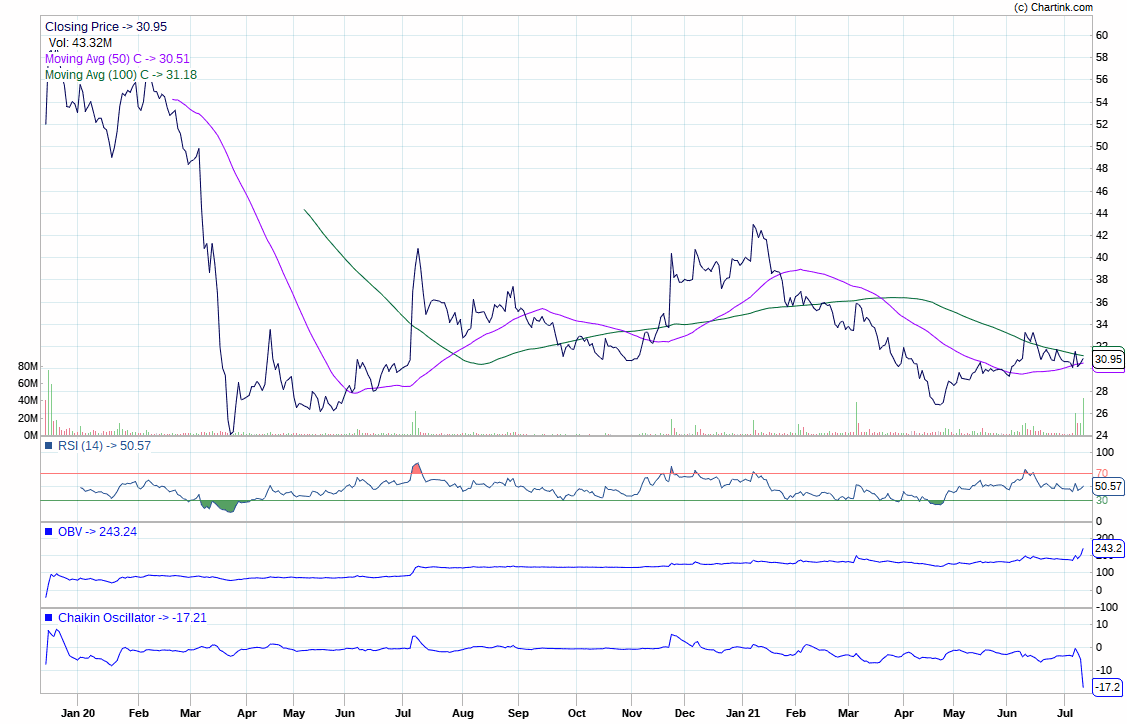 (c) Chartink.com
Closing Price -> 30.95
Vol: 43.32M
Moving Avg (50) C -> 30.51
Moving Avg (100) C -> 31.18
60
58
56
54
52
50
48
46
44
42
40
38
36
34
32
30.95
28
26
24
80M
60M
40M
20M
0M
RSI (14) -> 50.57
100
70
50.57
30
0
OBV -> 243.24
200
243.2
100
0
-100
Chaikin Oscillator -> -17.21
10
0
-10
-17.2
Jan 20 Feb Mar Apr May Jun Jul Aug Sep Oct Nov Dec Jan 21 Feb Mar Apr May Jun Jul